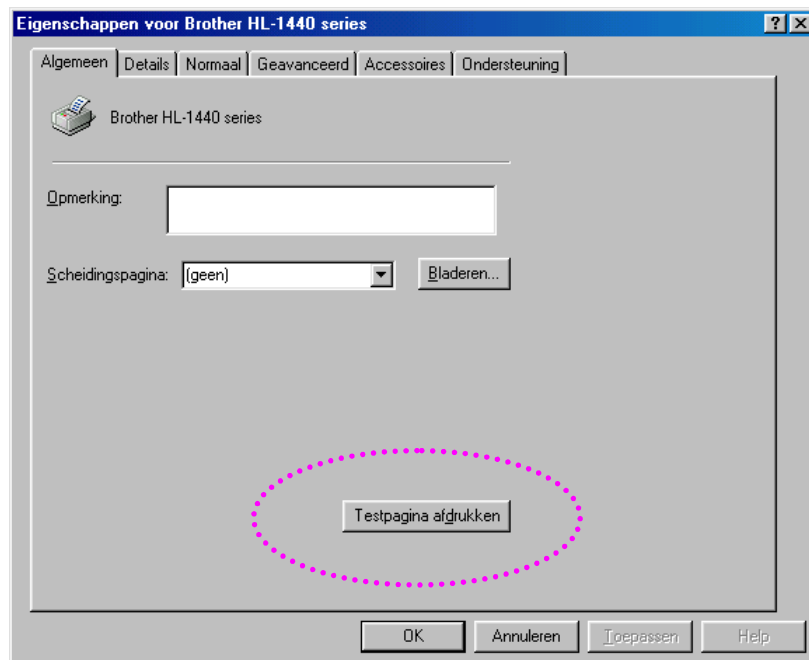 Eigenschappen voor Brother HL-1440 series
Algemeen Details Normaal Geavanceerd Accessoires Ondersteuning
Brother HL-1440 series
Opmerking:
Scheidingspagina: (geen) Bladeren...
Testpagina afdrukken
OK Annuleren Toepassen Help